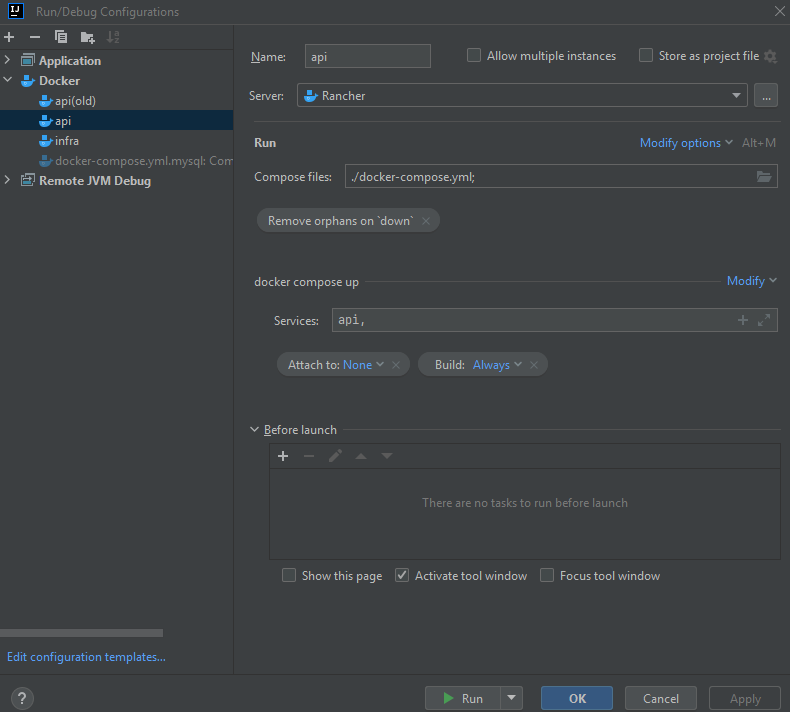 Run/Debug Configurations
Application
Docker
api(old)
api
infra
docker-compose.yml.mysql: Com
Remote JVM Debug
Edit configuration templates...
Name: api Allow multiple instances Store as project file
Server: Rancher ...
Run Modify options Alt+M
Compose files: ./docker-compose.yml;
Remove orphans on `down`
docker compose up Modify
Services: api,
Attach to: None Build: Always
Before launch
There are no tasks to run before launch
Show this page Activate tool window Focus tool window
? Run OK Cancel Apply